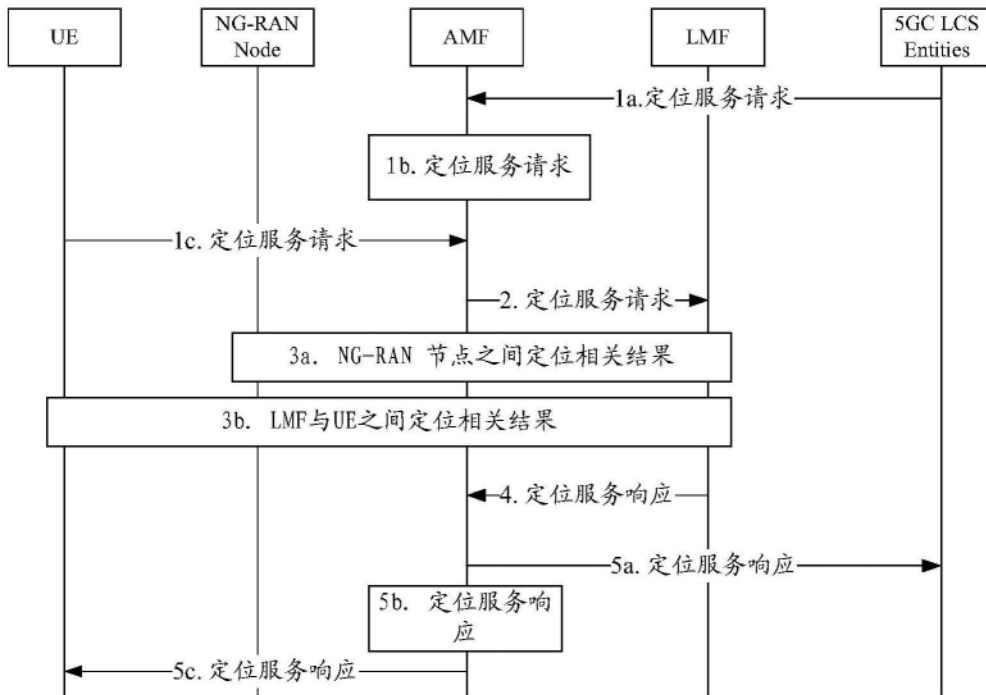 UE
NG-RAN
Node
AMF
LMF
5GC LCS
Entities
1a.定位服务请求
1b. 定位服务请求
1c. 定位服务请求
2. 定位服务请求
3a. NG-RAN 节点之间定位相关结果
3b. LMF与UE之间定位相关结果
4. 定位服务响应
5a. 定位服务响应
5b. 定位服务响
应
5c. 定位服务响应